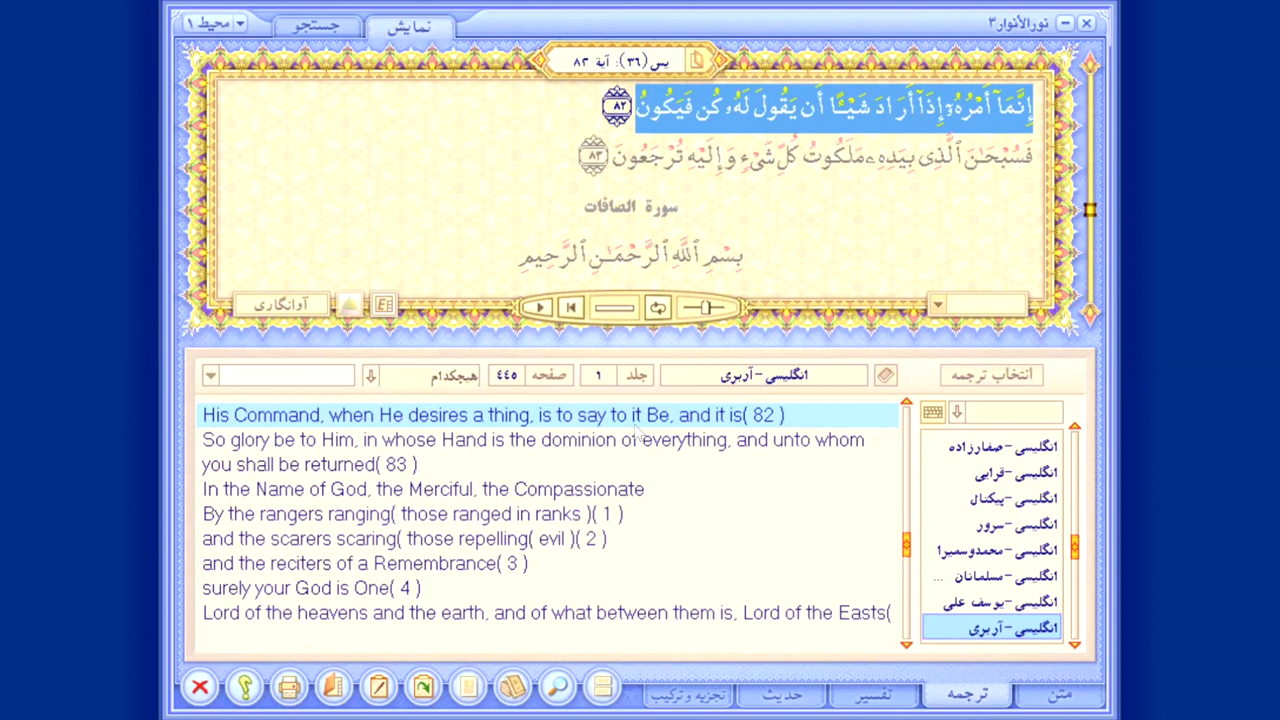 نورالأنوار۳
نمایش
جستجو
محیط ۱
یس(۳۶): آیة ۸۳
إِنَّمَآ أَمْرُهُۥٓ إِذَآ أَرَادَ شَيْـًٔا أَن يَقُولَ لَهُۥ كُن فَيَكُونُ ۸۲
فَسُبْحَـٰنَ ٱلَّذِى بِيَدِهِۦ مَلَكُوتُ كُلِّ شَىْءٍ وَإِلَيْهِ تُرْجَعُونَ ۸۳
سورة الصافات
بِسْمِ ٱللَّهِ ٱلرَّحْمَـٰنِ ٱلرَّحِيمِ
آوانگاری
انتخاب ترجمه
انگلیسی-آربری
جلد ۱
صفحه ٤٤٥
هیچکدام
His Command, when He desires a thing, is to say to it Be, and it is( 82 )
So glory be to Him, in whose Hand is the dominion of everything, and unto whom
you shall be returned( 83 )
In the Name of God, the Merciful, the Compassionate
By the rangers ranging( those ranged in ranks )( 1 )
and the scarers scaring( those repelling( evil )( 2 )
and the reciters of a Remembrance( 3 )
surely your God is One( 4 )
Lord of the heavens and the earth, and of what between them is, Lord of the Easts(
انگلیسی-صفارزاده
انگلیسی-قرایی
انگلیسی-پیکتال
انگلیسی-سرور
انگلیسی-محمدوسمیرا
انگلیسی-مسلمانان ...
انگلیسی-یوسف علی
انگلیسی-آربری
متن
ترجمه
تفسیر
حدیث
تجزیه و ترکیب